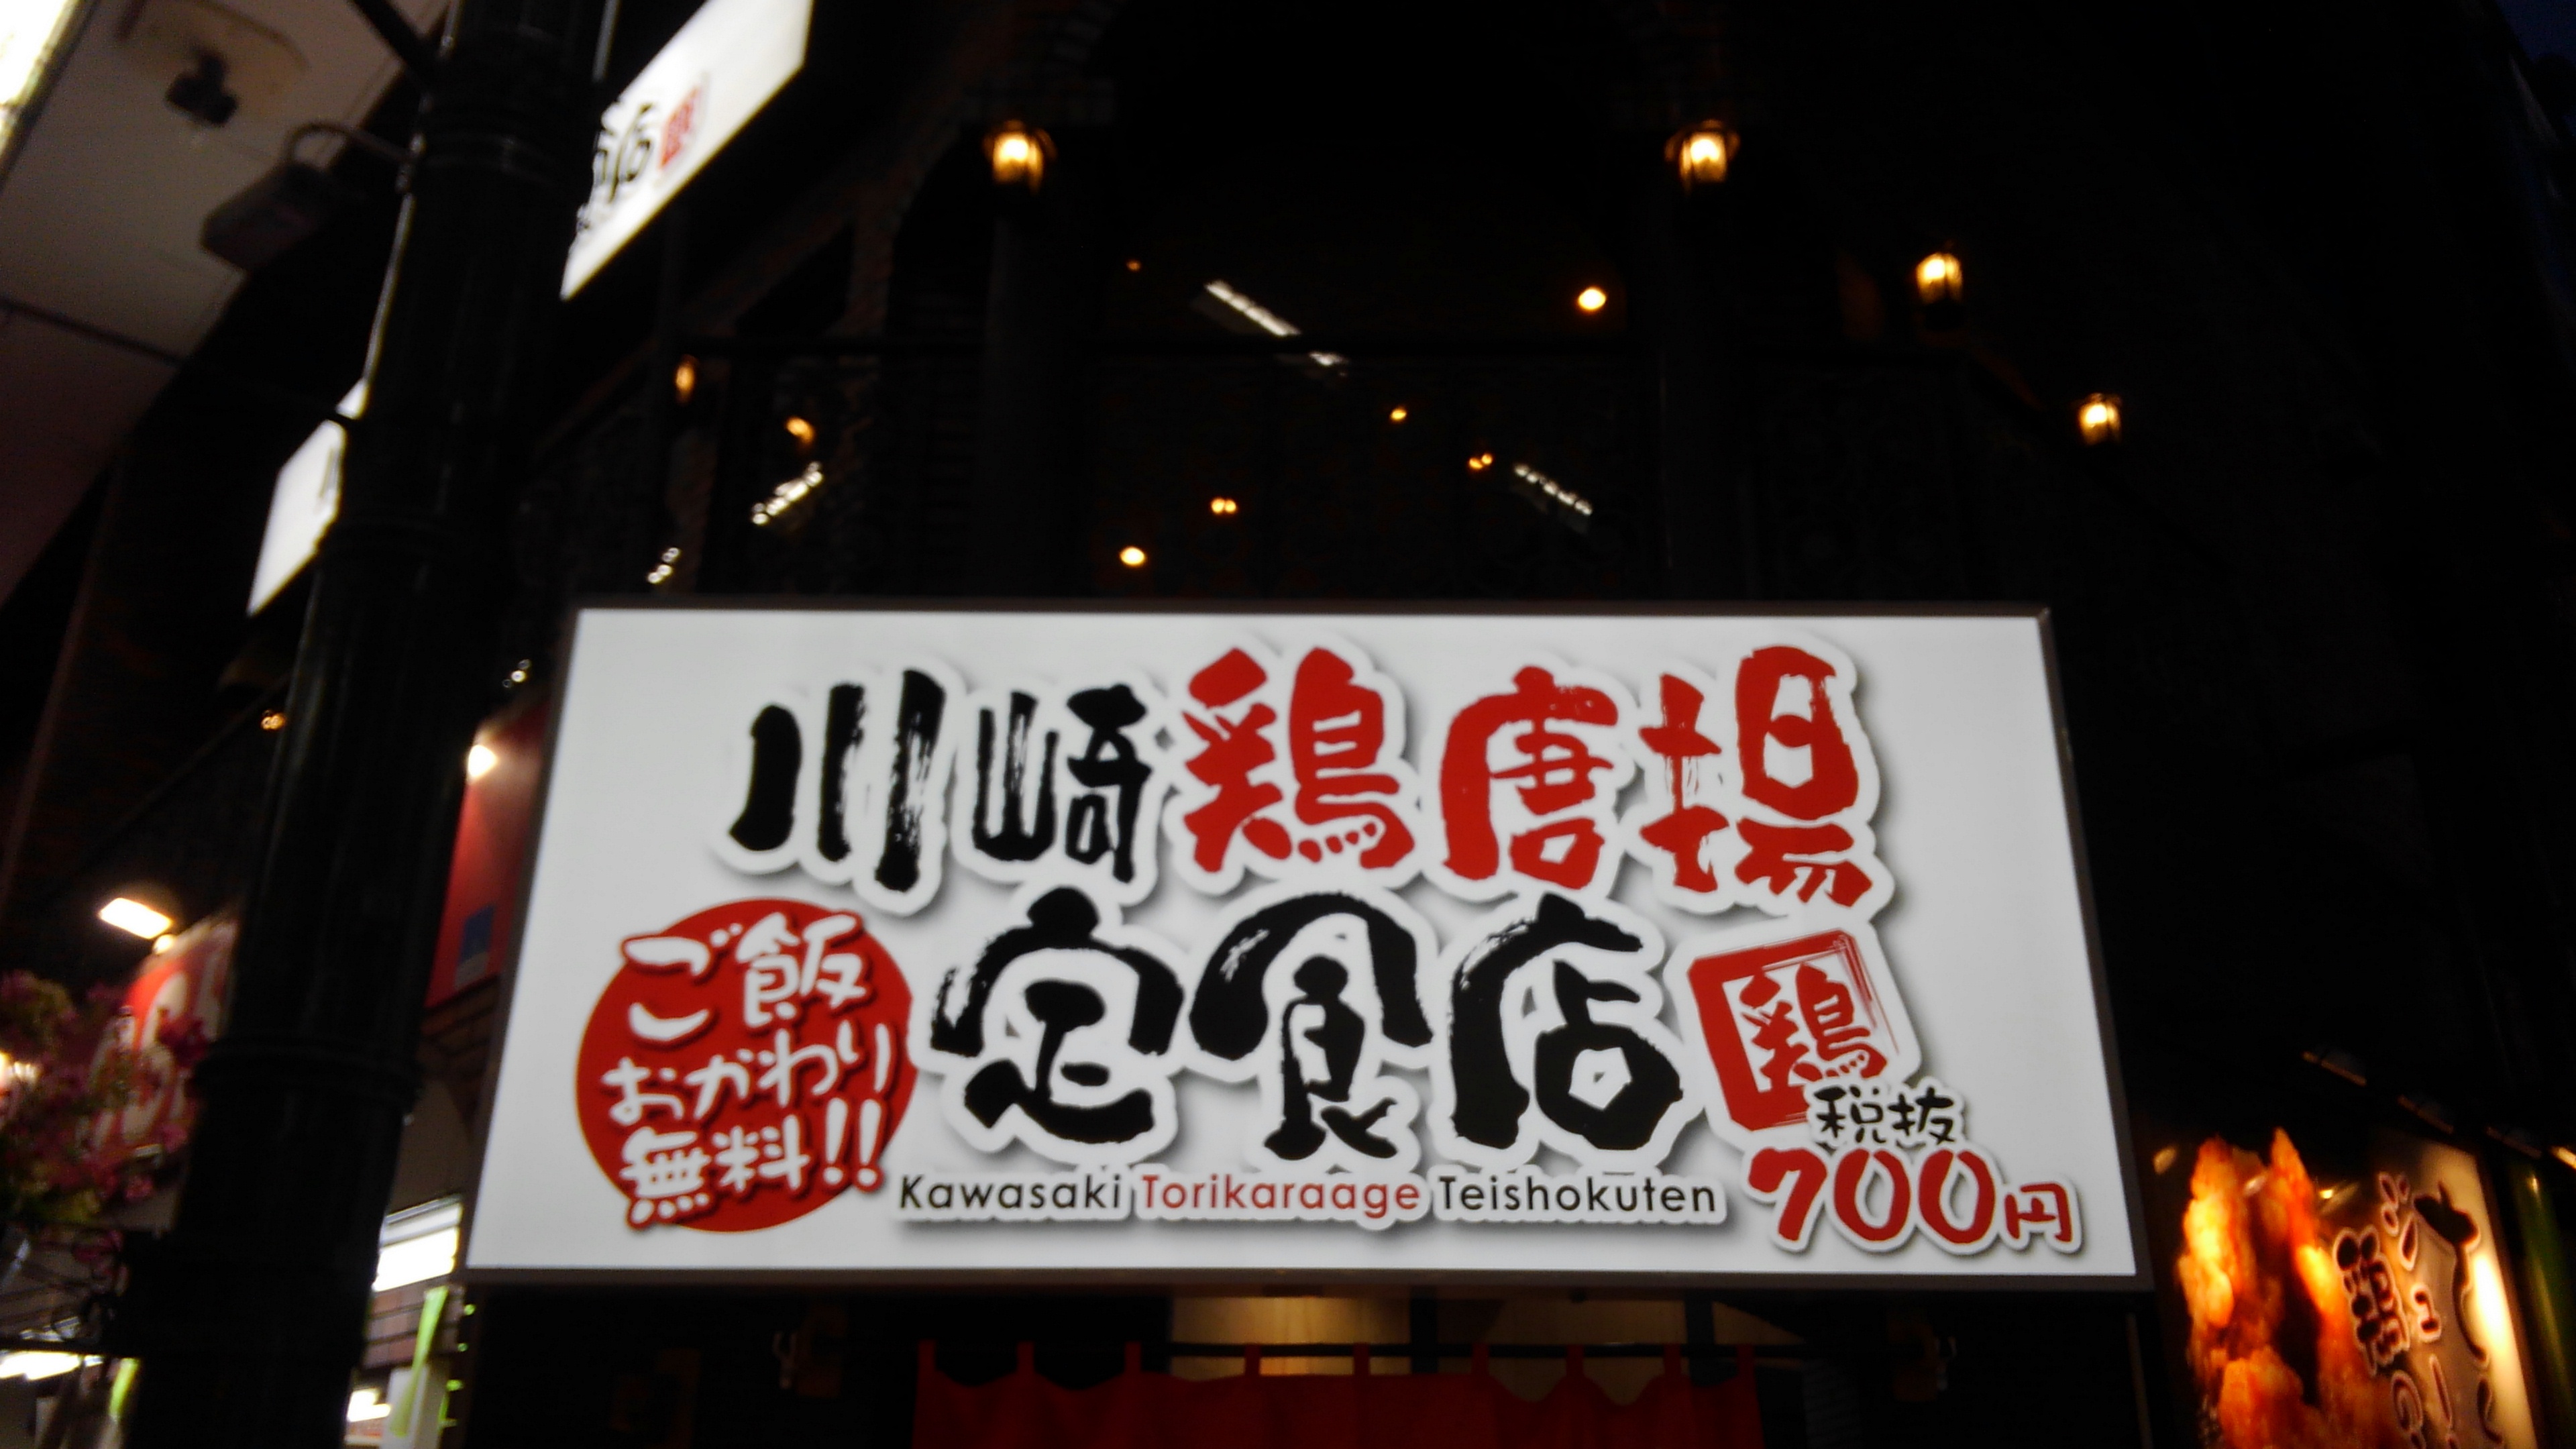 川崎鶏唐揚
定食店
鶏
ご飯
おかわり
無料!!
Kawasaki Torikaraage Teishokuten
税抜
700円
店